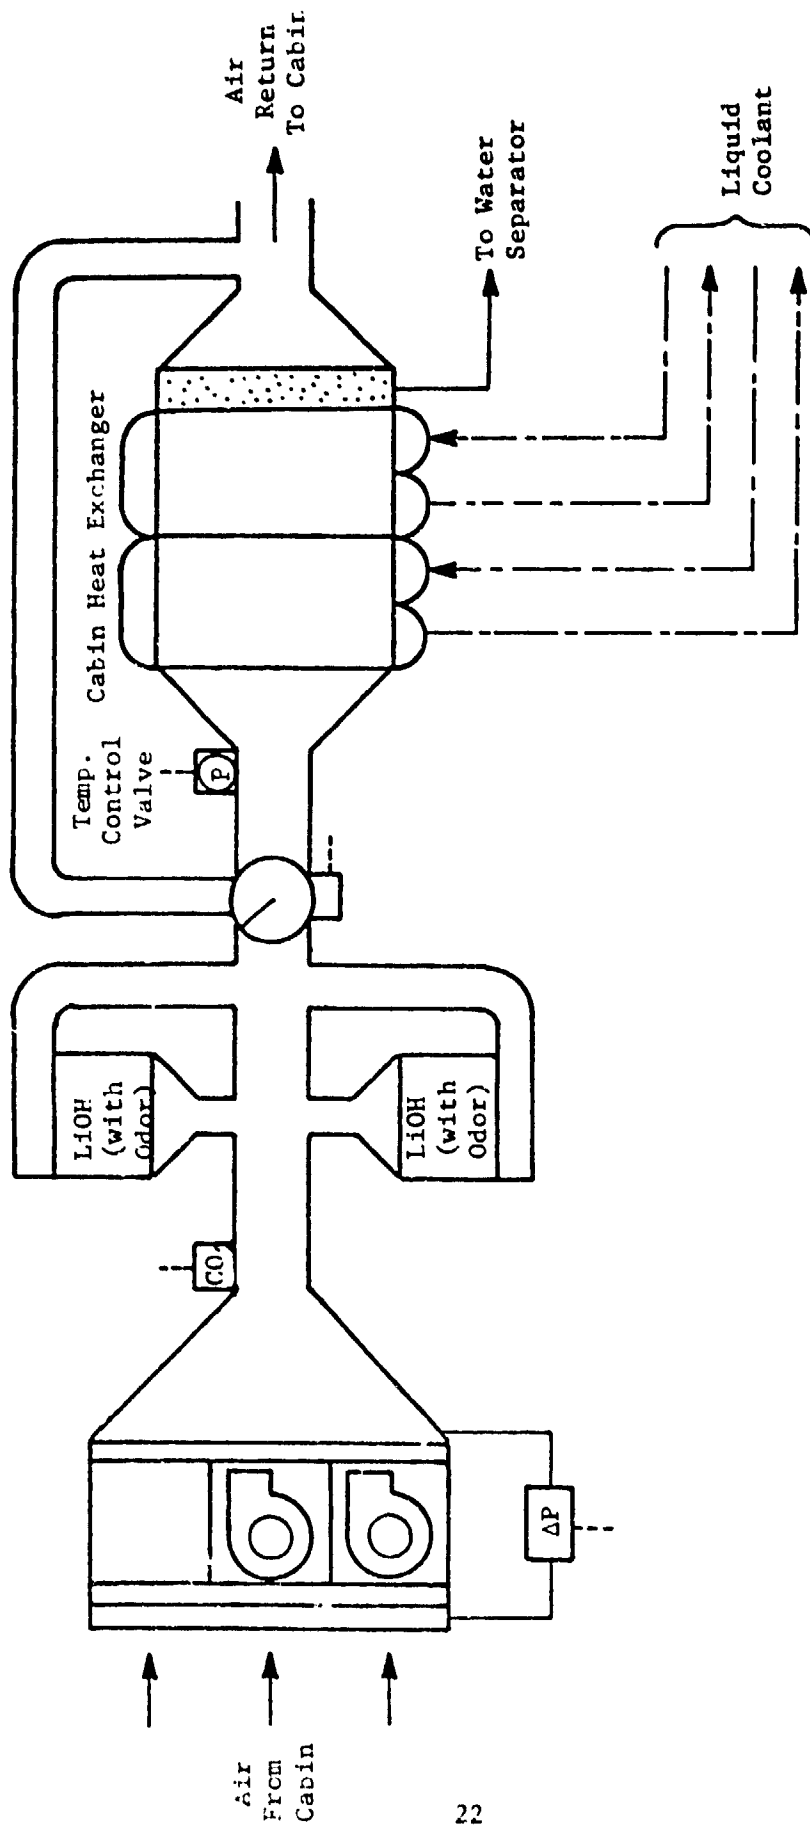 Air
From
Cabin
ΔP
CO₂
LiOH
(with
Odor)
LiOH
(with
Odor)
Temp.
Control
Valve
P
Cabin Heat Exchanger
Air
Return
To Cabin
To Water
Separator
Liquid
Coolant
22